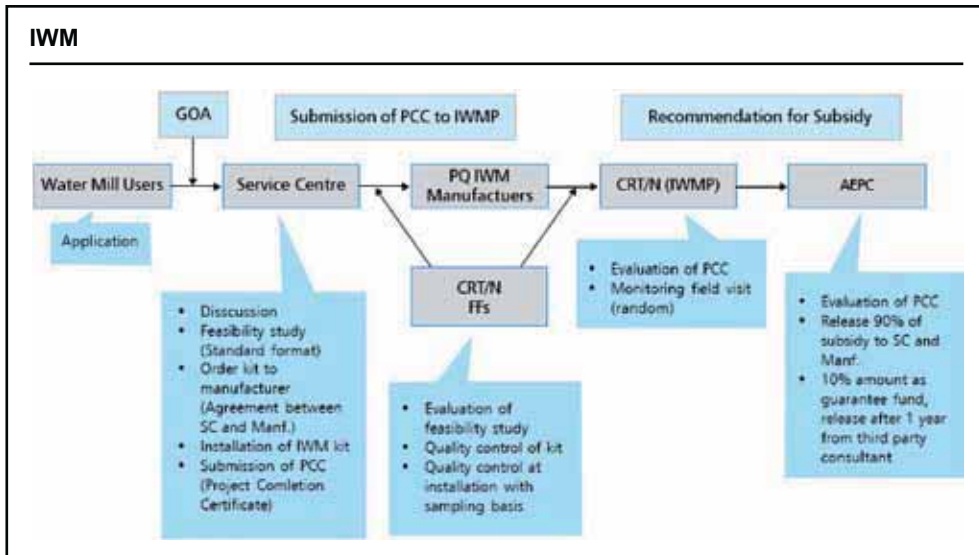 IWM
GOA
Submission of PCC to IWMP
Recommendation for Subsidy
Water Mill Users
Service Centre
PQ IWM
Manufactuers
CRT/N (IWMP)
AEPC
Application
CRT/N
FFs
• Disscussion
• Feasibility study
(Standard format)
• Order kit to
manufacturer
(Agreement between
SC and Manf.)
• Installation of IWM kit
• Submission of PCC
(Project Comletion
Certificate)
• Evaluation of
feasibility study
• Quality control of kit
• Quality control at
installation with
sampling basis
• Evaluation of PCC
• Monitoring field visit
(random)
• Evaluation of PCC
• Release 90% of
subsidy to SC and
Manf.
• 10% amount as
guarantee fund,
release after 1 year
from third party
consultant